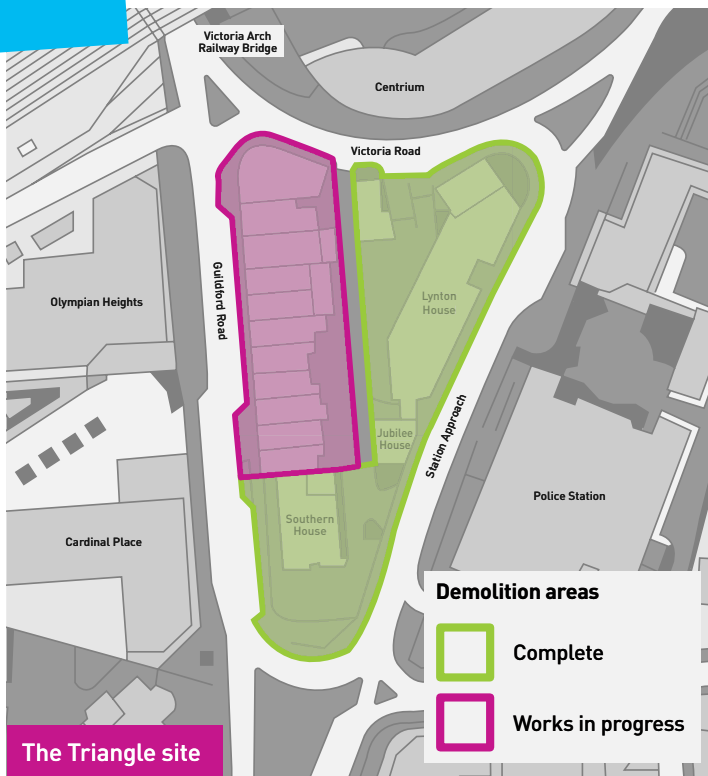 Victoria Arch
Railway Bridge
Centrium
Victoria Road
Guildford Road
Olympian Heights
Lynton
House
Jubilee
House
Station Approach
Police Station
Southern
House
Cardinal Place
Demolition areas
Complete
Works in progress
The Triangle site